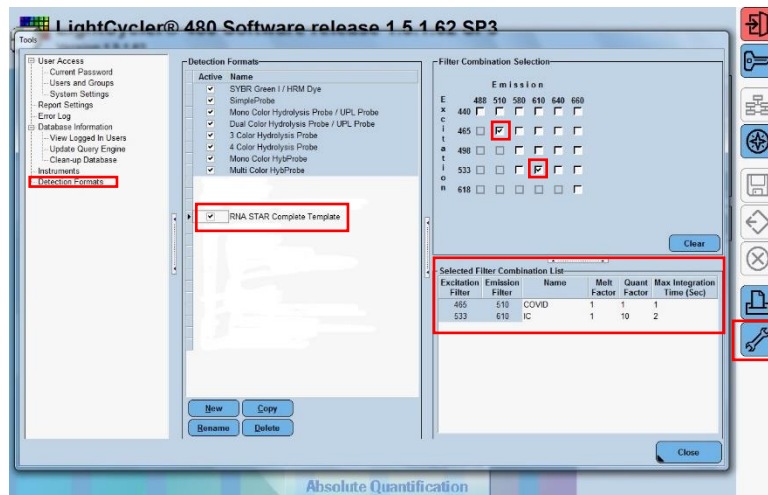 LightCycler® 480 Software release 1.5.1.62 SP3
Tools
User Access
Current Password
Users and Groups
System Settings
Report Settings
Error Log
Database Information
View Logged In Users
Update Query Engine
Clean-up Database
Instruments
Detection Formats
Detection Formats
Active Name
SYBR Green I / HRM Dye
SimpleProbe
Mono Color Hydrolysis Probe / UPL Probe
Dual Color Hydrolysis Probe / UPL Probe
3 Color Hydrolysis Probe
4 Color Hydrolysis Probe
Mono Color HybProbe
Multi Color HybProbe
RNA STAR Complete Template
New Copy
Rename Delete
Filter Combination Selection
Emission
488 510 580 610 640 660
Excitation
440
465
498
533
618
Clear
Selected Filter Combination List
Excitation Filter Emission Filter Name Melt Factor Quant Factor Max Integration Time (Sec)
465 510 COVID 1 1 1
533 610 IC 1 10 2
Close
Absolute Quantification